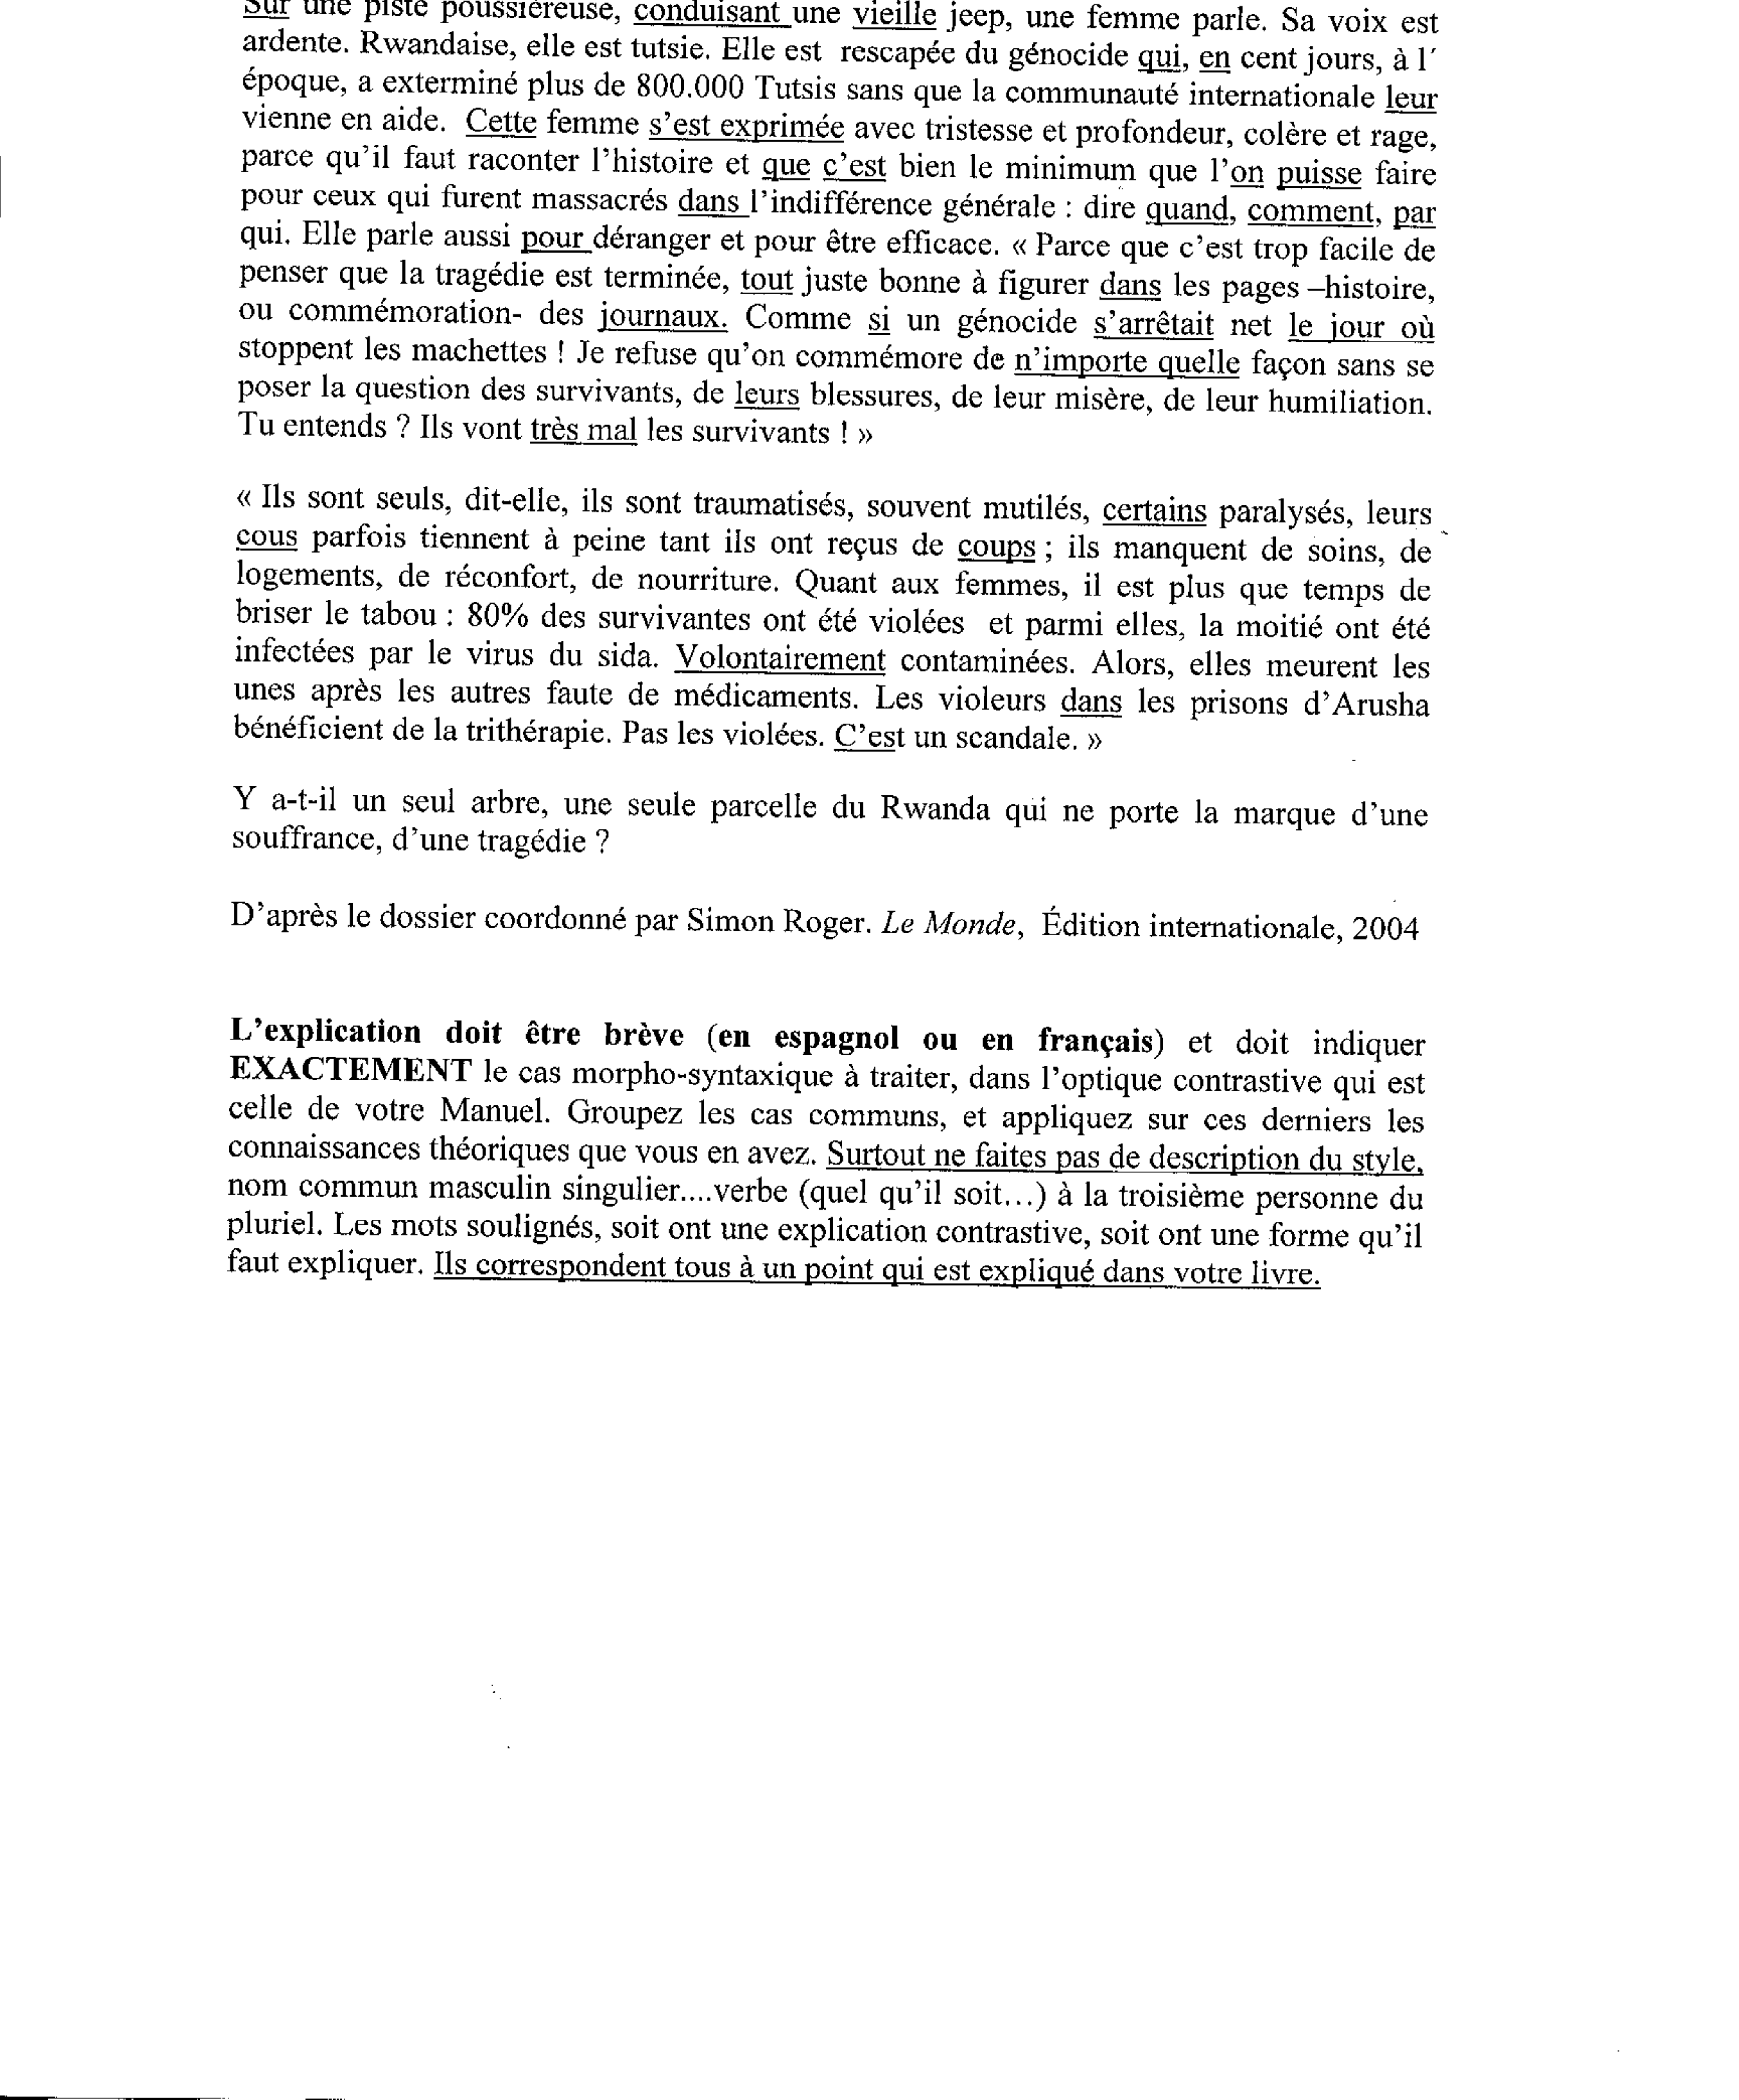 Sur une piste poussiéreuse, conduisant une vieille jeep, une femme parle. Sa voix est
ardente. Rwandaise, elle est tutsie. Elle est rescapée du génocide qui, en cent jours, à l´
époque, a exterminé plus de 800.000 Tutsis sans que la communauté internationale leur
vienne en aide. Cette femme s’est exprimée avec tristesse et profondeur, colère et rage,
parce qu’il faut raconter l’histoire et que c’est bien le minimum que l’on puisse faire
pour ceux qui furent massacrés dans l’indifférence générale : dire quand, comment, par
qui. Elle parle aussi pour déranger et pour être efficace. « Parce que c’est trop facile de
penser que la tragédie est terminée, tout juste bonne à figurer dans les pages –histoire,
ou commémoration- des journaux. Comme si un génocide s’arrêtait net le jour où
stoppent les machettes ! Je refuse qu’on commémore de n’importe quelle façon sans se
poser la question des survivants, de leurs blessures, de leur misère, de leur humiliation.
Tu entends ? Ils vont très mal les survivants ! »
« Ils sont seuls, dit-elle, ils sont traumatisés, souvent mutilés, certains paralysés, leurs
cous parfois tiennent à peine tant ils ont reçus de coups ; ils manquent de soins, de
logements, de réconfort, de nourriture. Quant aux femmes, il est plus que temps de
briser le tabou : 80% des survivantes ont été violées et parmi elles, la moitié ont été
infectées par le virus du sida. Volontairement contaminées. Alors, elles meurent les
unes après les autres faute de médicaments. Les violeurs dans les prisons d’Arusha
bénéficient de la trithérapie. Pas les violées. C’est un scandale. »
Y a-t-il un seul arbre, une seule parcelle du Rwanda qui ne porte la marque d’une
souffrance, d’une tragédie ?
D’après le dossier coordonné par Simon Roger. Le Monde, Édition internationale, 2004
L’explication doit être brève (en espagnol ou en français) et doit indiquer
EXACTEMENT le cas morpho-syntaxique à traiter, dans l’optique contrastive qui est
celle de votre Manuel. Groupez les cas communs, et appliquez sur ces derniers les
connaissances théoriques que vous en avez. Surtout ne faites pas de description du style,
nom commun masculin singulier....verbe (quel qu’il soit...) à la troisième personne du
pluriel. Les mots soulignés, soit ont une explication contrastive, soit ont une forme qu’il
faut expliquer. Ils correspondent tous à un point qui est expliqué dans votre livre.